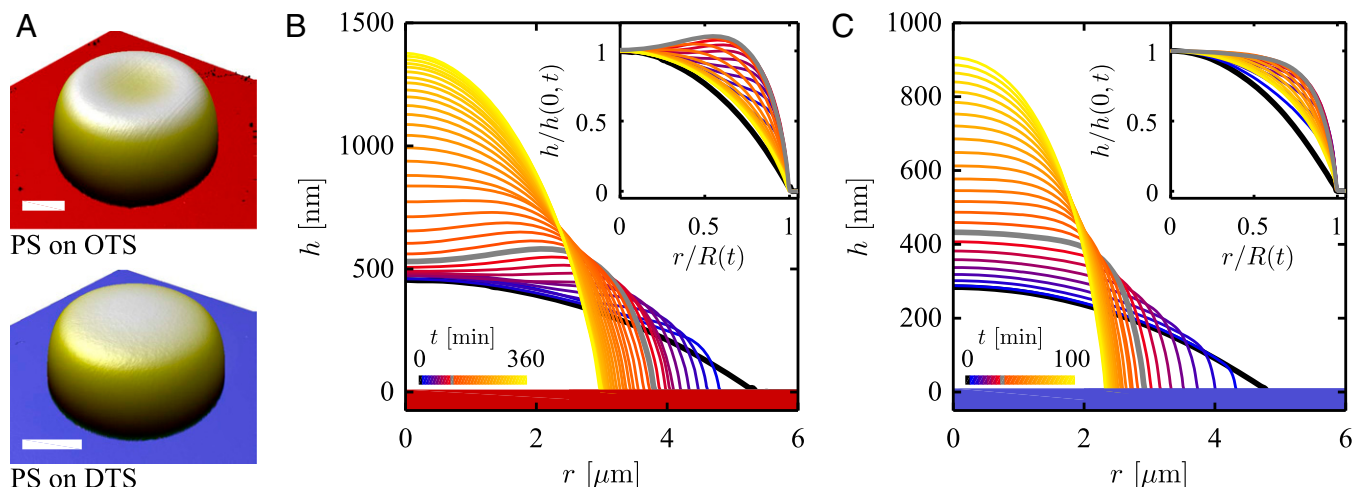 A
PS on OTS
PS on DTS
B
1500
1000
500
0
h [nm]
0
2
4
6
r [μm]
t [min]
0
360
1
0.5
0
h/h(0, t)
0
0.5
1
r/R(t)
C
1000
800
600
400
200
0
h [nm]
0
2
4
6
r [μm]
t [min]
0
100
1
0.5
0
h/h(0, t)
0
0.5
1
r/R(t)